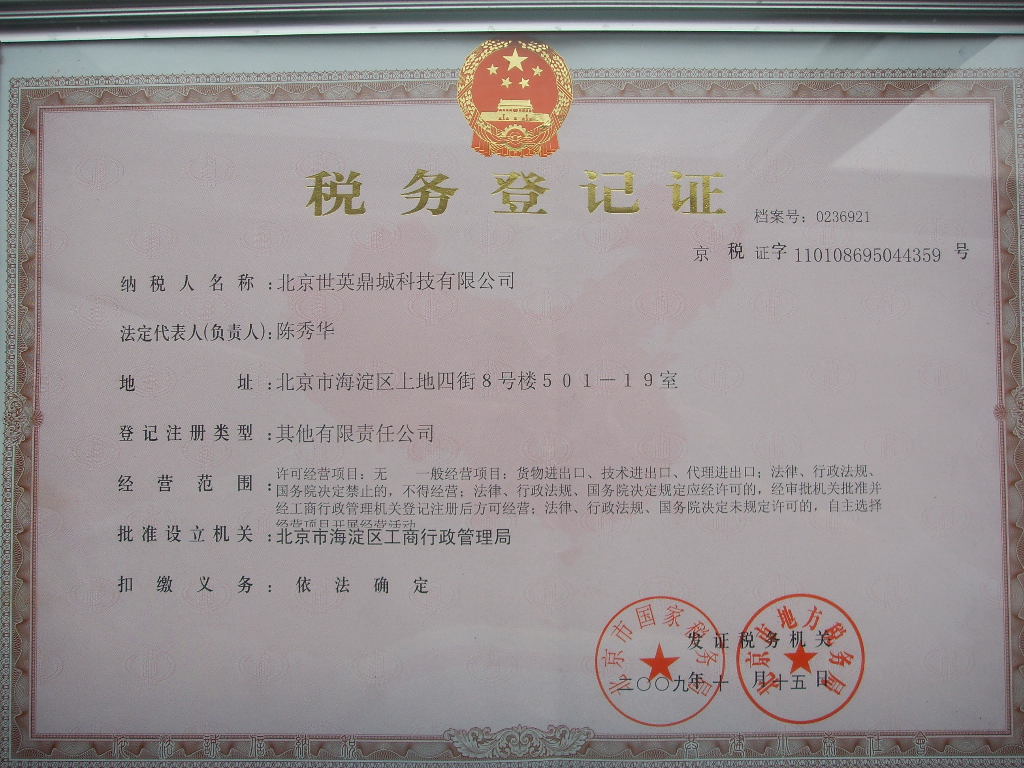 税务登记证
档案号：0236921
京 税 证字 110108695044359 号
纳税人名称：北京世英鼎城科技有限公司
法定代表人(负责人)：陈秀华
地址：北京市海淀区上地四街８号楼５０１－１９室
登记注册类型：其他有限责任公司
经营范围：许可经营项目：无 一般经营项目：货物进出口、技术进出口、代理进出口；法律、行政法规、
国务院决定禁止的，不得经营；法律、行政法规、国务院决定规定应经许可的，经审批机关批准并
经工商行政管理机关登记注册后方可经营；法律、行政法规、国务院决定未规定许可的，自主选择
经营项目开展经营活动
批准设立机关：北京市海淀区工商行政管理局
扣缴义务：依法确定
北京市国家税务局
北京市地方税务局
发证税务机关
二〇〇九年十月十五日